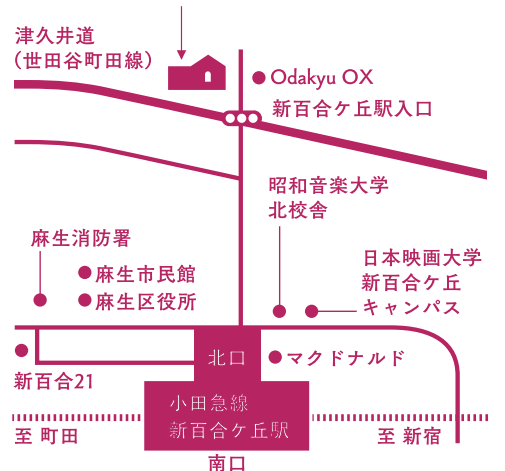 津久井道
（世田谷町田線）
Odakyu OX
新百合ケ丘駅入口
昭和音楽大学
北校舎
麻生消防署
日本映画大学
新百合ケ丘
キャンパス
麻生市民館
麻生区役所
北口
マクドナルド
新百合21
小田急線
新百合ケ丘駅
至 町田
至 新宿
南口